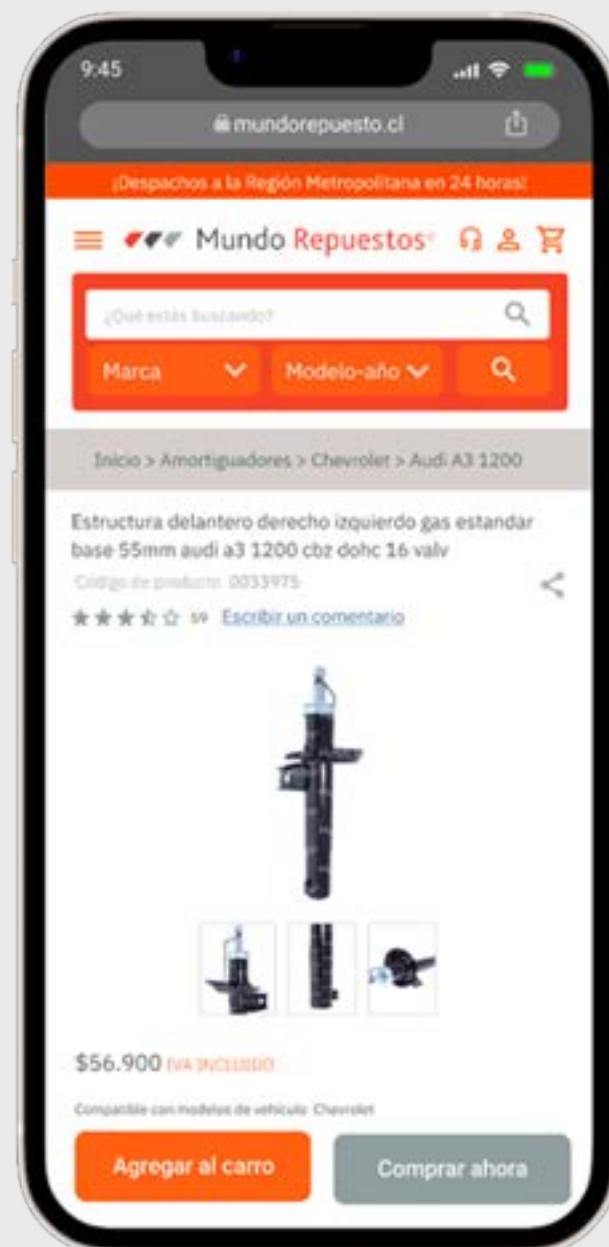 9:45
mundorepuesto.cl
¡Despachos a la Región Metropolitana en 24 horas!
Mundo Repuestos
¿Qué estás buscando?
Marca
Modelo-año
Inicio > Amortiguadores > Chevrolet > Audi A3 1200
Estructura delantero derecho izquierdo gas estandar
base 55mm audi a3 1200 cbz dohc 16 valv
Código de producto 0033975
59 Escribir un comentario
$56.900 IVA INCLUIDO
Compatible con modelos de vehículo Chevrolet
Agregar al carro
Comprar ahora